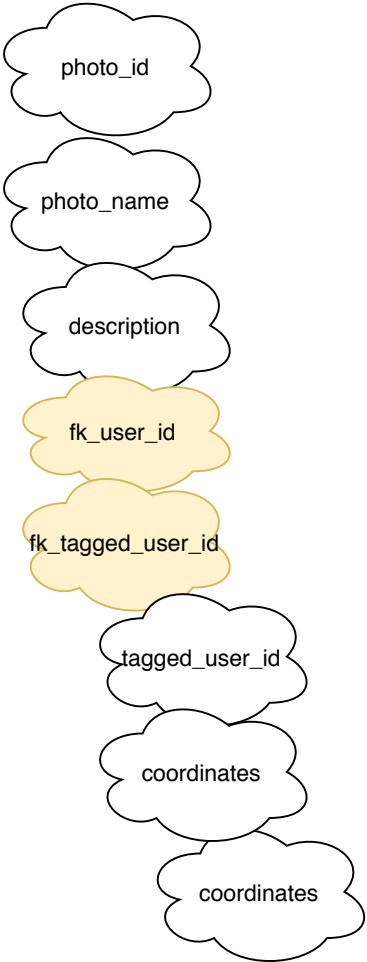 photo_id
photo_name
description
fk_user_id
fk_tagged_user_id
tagged_user_id
coordinates
coordinates